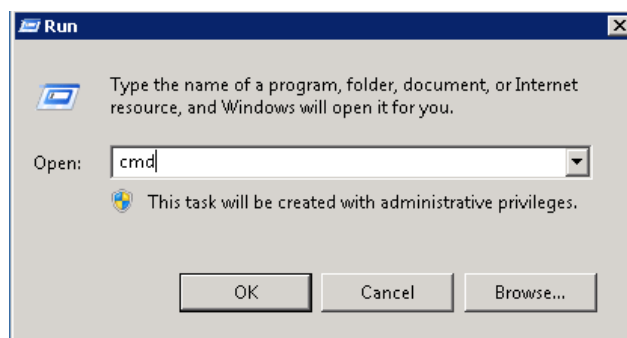 Run
Type the name of a program, folder, document, or Internet
resource, and Windows will open it for you.
Open: cmd
This task will be created with administrative privileges.
OK Cancel Browse...